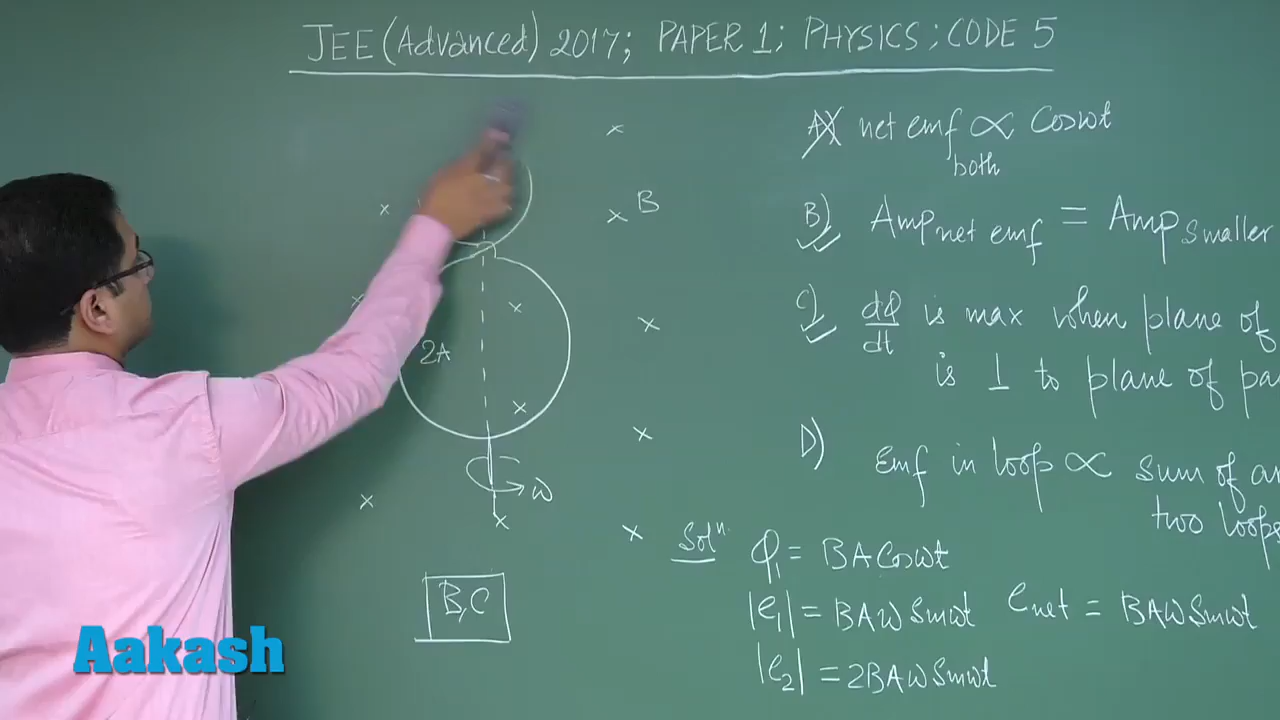 JEE (Advanced) 2017; PAPER 1; PHYSICS; CODE 5
A) net emf ∝ Cosωt
both
B) Amp net emf = Amp smaller
C) dφ/dt is max when plane of
is ⊥ to plane of pa
D) Emf in loop ∝ sum of ar
two loops
× B
2A
ω
Solⁿ. φ₁ = BA Cosωt
|e₁| = BAω Sinωt e net = BAω Sinωt
|e₂| = 2BAω Sinωt
B, C
Aakash